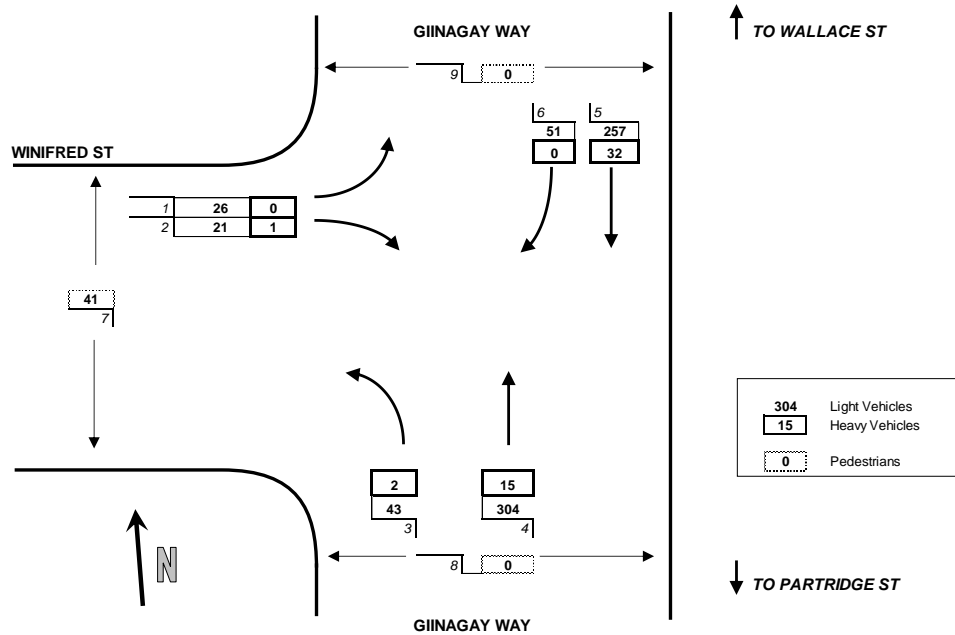 GIINAGAY WAY
TO WALLACE ST
9 0
6 5
51 257
0 32
WINIFRED ST
1 26 0
2 21 1
41
7
304 Light Vehicles
15 Heavy Vehicles
0 Pedestrians
2 15
43 304
3 4
N
8 0
TO PARTRIDGE ST
GIINAGAY WAY